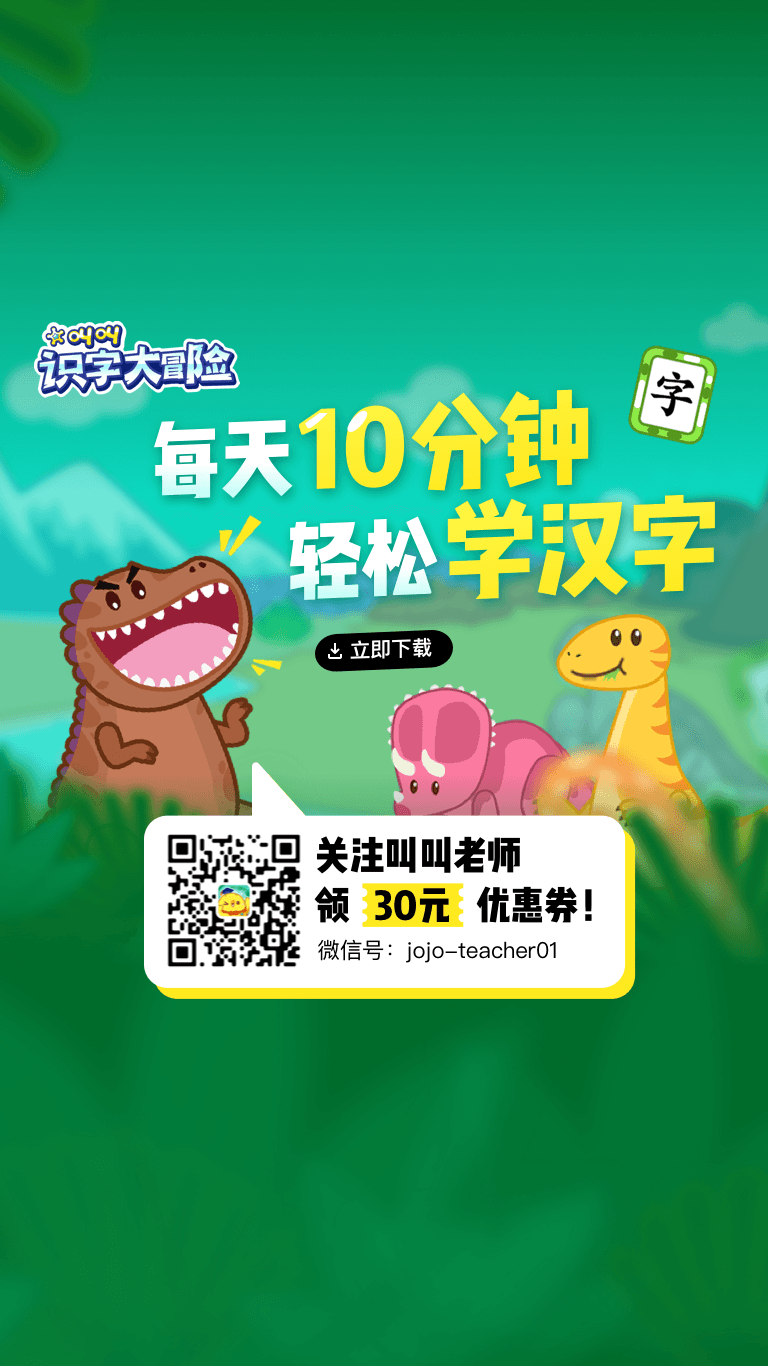 叫叫
识字大冒险
字
每天10分钟
轻松学汉字
立即下载
关注叫叫老师
领 30元 优惠券!
微信号：jojo-teacher01